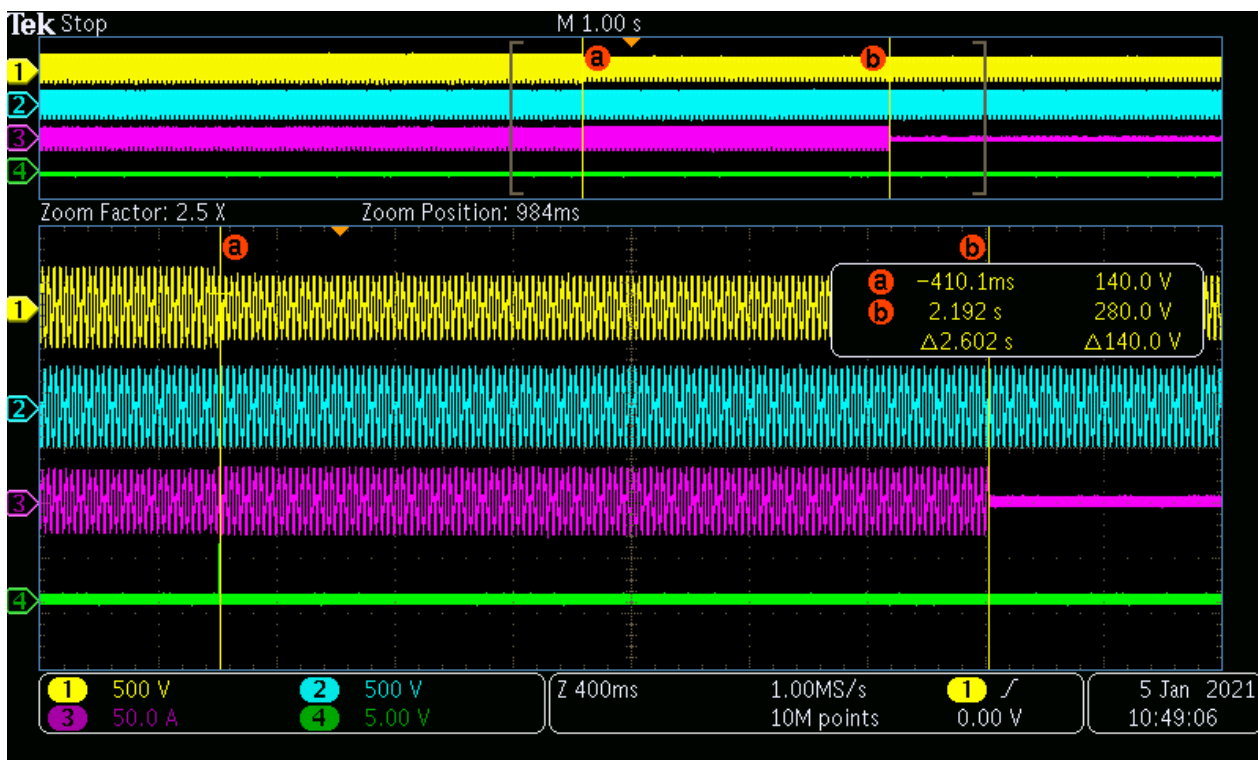 Tek Stop M 1.00 s
a b
1
2
3
4
Zoom Factor: 2.5 X Zoom Position: 984ms
a b
a -410.1ms 140.0 V
b 2.192 s 280.0 V
Δ2.602 s Δ140.0 V
1
2
3
4
1 500 V 2 500 V Z 400ms 1.00MS/s 1 5 Jan 2021
3 50.0 A 4 5.00 V 10M points 0.00 V 10:49:06